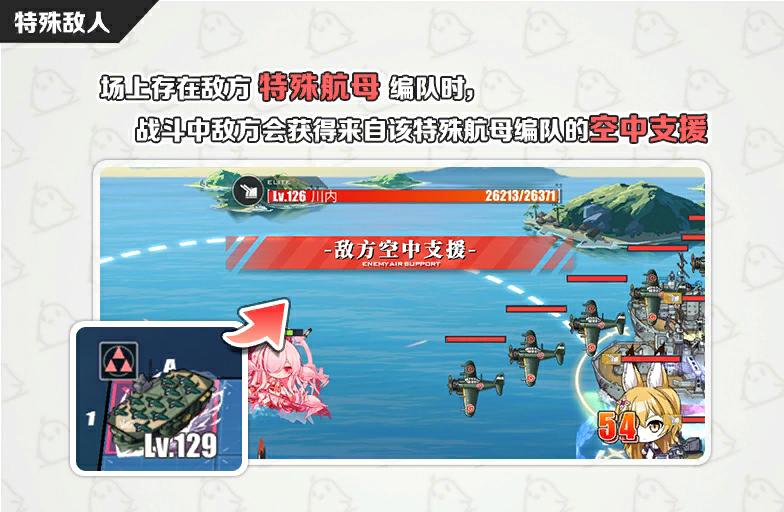 特殊敌人
场上存在敌方 特殊航母 编队时,
战斗中敌方会获得来自该特殊航母编队的空中支援
ELITE
Lv.126 川内 26213/26371
-敌方空中支援-
ENEMY AIR SUPPORT
A
1
Lv.129
54